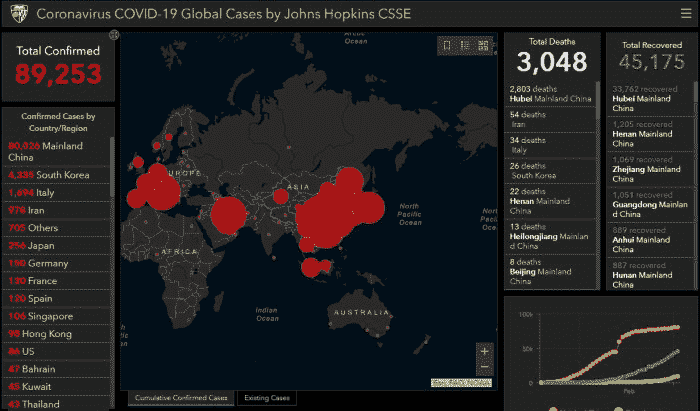 Coronavirus COVID-19 Global Cases by Johns Hopkins CSSE
Total Confirmed
89,253
Confirmed Cases by
Country/Region
80,026 Mainland
China
4,335 South Korea
1,694 Italy
978 Iran
705 Others
256 Japan
150 Germany
130 France
120 Spain
106 Singapore
98 Hong Kong
86 US
47 Bahrain
45 Kuwait
43 Thailand
Arctic
Ocean
Ocean
EUROPE
ASIA
North
Pacific
Ocean
Nort
Pacif
Oce
AFRICA
Indian
Ocean
AUSTRALIA
Cumulative Confirmed Cases
Existing Cases
Total Deaths
3,048
2,803 deaths
Hubei Mainland China
54 deaths
Iran
34 deaths
Italy
26 deaths
South Korea
22 deaths
Henan Mainland
China
13 deaths
Heilongjiang Mainlan
d China
8 deaths
Beijing Mainland
China
Total Recovered
45,175
33,762 recovered
Hubei Mainland
China
1,205 recovered
Henan Mainland
China
1,069 recovered
Zhejiang Mainland
China
1,051 recovered
Guangdong Mainlan
d China
889 recovered
Anhui Mainland
China
887 recovered
Hunan Mainland
China
100k
50k
0
Feb